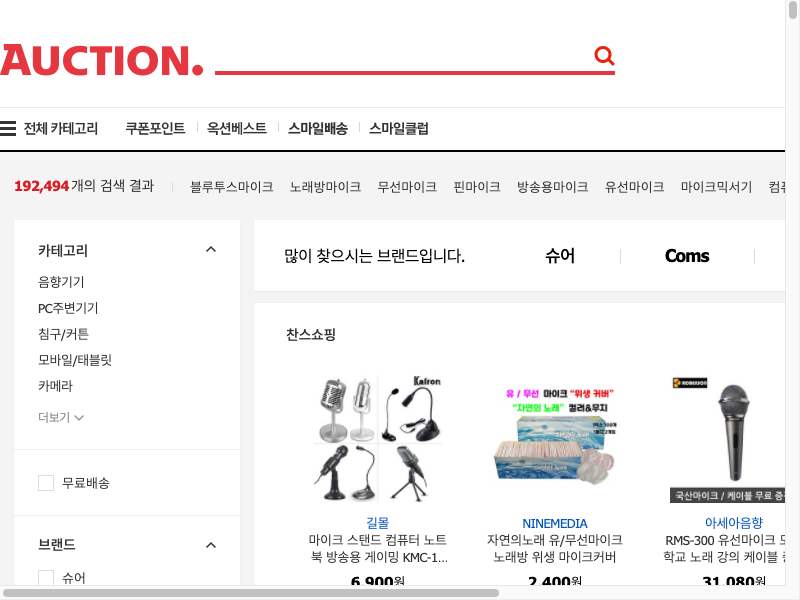 AUCTION.
전체 카테고리
쿠폰포인트
옥션베스트
스마일배송
스마일클럽
192,494개의 검색 결과
블루투스마이크
노래방마이크
무선마이크
핀마이크
방송용마이크
유선마이크
마이크믹서기
카테고리
음향기기
PC주변기기
침구/커튼
모바일/태블릿
카메라
더보기
무료배송
브랜드
슈어
많이 찾으시는 브랜드입니다.
슈어
Coms
찬스쇼핑
Kalron
길몰
마이크 스탠드 컴퓨터 노트
북 방송용 게이밍 KMC-1...
6,900원
유 / 무선 마이크 "위생 커버"
"자연의 노래" 컬러&무지
NINEMEDIA
자연의노래 유/무선마이크
노래방 위생 마이크커버
2,400원
국산마이크 / 케이블 무료 증
아세아음향
RMS-300 유선마이크
학교 노래 강의 케이블
31,080원